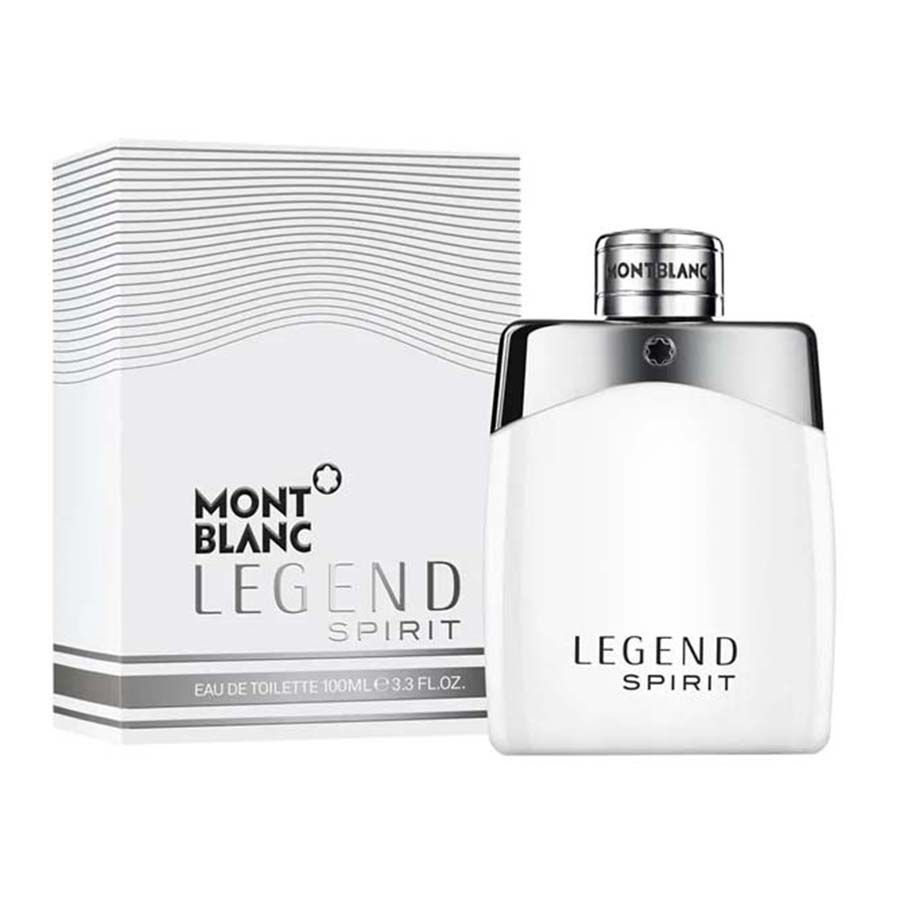 MONT
BLANC
LEGEND
SPIRIT
EAU DE TOILETTE 100ML ℮ 3.3 FL.OZ.
MONTBLANC
LEGEND
SPIRIT